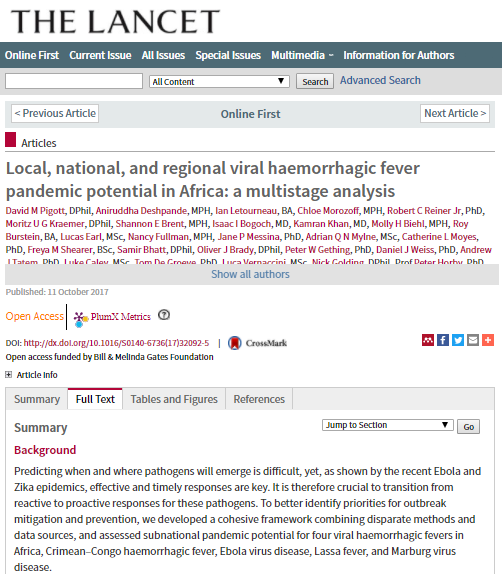 THE LANCET
Online First Current Issue All Issues Special Issues Multimedia Information for Authors
All Content Search Advanced Search
< Previous Article Online First Next Article >
Articles
Local, national, and regional viral haemorrhagic fever
pandemic potential in Africa: a multistage analysis
David M Pigott, DPhil, Aniruddha Deshpande, MPH, Ian Letourneau, BA, Chloe Morozoff, MPH, Robert C Reiner Jr, PhD,
Moritz U G Kraemer, DPhil, Shannon E Brent, MPH, Isaac I Bogoch, MD, Kamran Khan, MD, Molly H Biehl, MPH, Roy
Burstein, BA, Lucas Earl, MSc, Nancy Fullman, MPH, Jane P Messina, PhD, Adrian Q N Mylne, MSc, Catherine L Moyes,
PhD, Freya M Shearer, BSc, Samir Bhatt, DPhil, Oliver J Brady, DPhil, Peter W Gething, PhD, Daniel J Weiss, PhD, Andrew
J Tatem, PhD, Luke Caley, MSc, Tom De Groeve, PhD, Luca Vernaccini, MSc, Nick Golding, DPhil, Prof Peter Horby, PhD,
Show all authors
Published: 11 October 2017
Open Access PlumX Metrics ?
DOI: http://dx.doi.org/10.1016/S0140-6736(17)32092-5 | CrossMark
Open access funded by Bill & Melinda Gates Foundation
Article Info
Summary Full Text Tables and Figures References
Summary Jump to Section Go
Background
Predicting when and where pathogens will emerge is difficult, yet, as shown by the recent Ebola and
Zika epidemics, effective and timely responses are key. It is therefore crucial to transition from
reactive to proactive responses for these pathogens. To better identify priorities for outbreak
mitigation and prevention, we developed a cohesive framework combining disparate methods and
data sources, and assessed subnational pandemic potential for four viral haemorrhagic fevers in
Africa, Crimean–Congo haemorrhagic fever, Ebola virus disease, Lassa fever, and Marburg virus
disease.